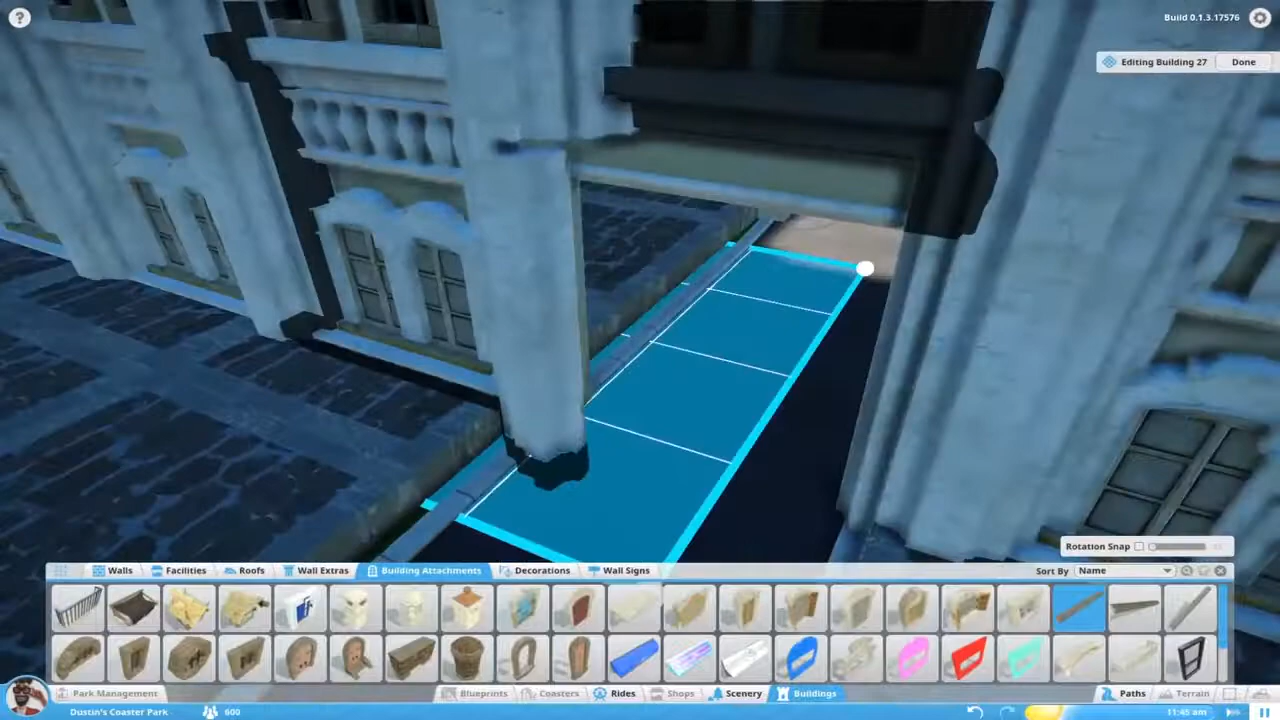 ?
Build 0.1.3.17576
Editing Building 27 Done
Rotation Snap
Walls Facilities Roofs Wall Extras Building Attachments Decorations Wall Signs Sort By Name
Park Management Blueprints Coasters Rides Shops Scenery Buildings Paths Terrain
Dustin's Coaster Park 600 11:45 am